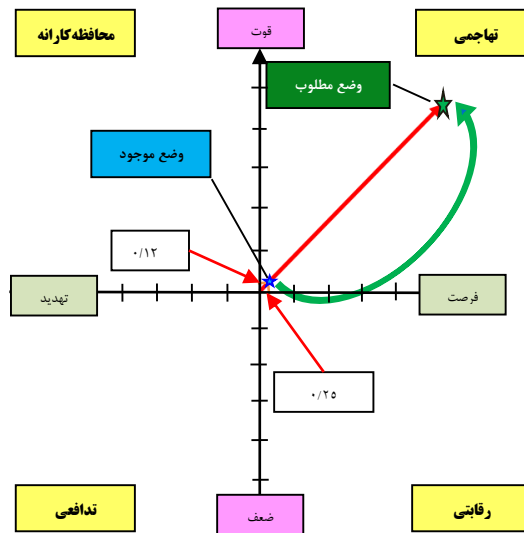 تهاجمی
قوت
محافظه‌کارانه
وضع مطلوب
وضع موجود
۰/۱۲
فرصت
تهدید
۰/۲۵
رقابتی
ضعف
تدافعی